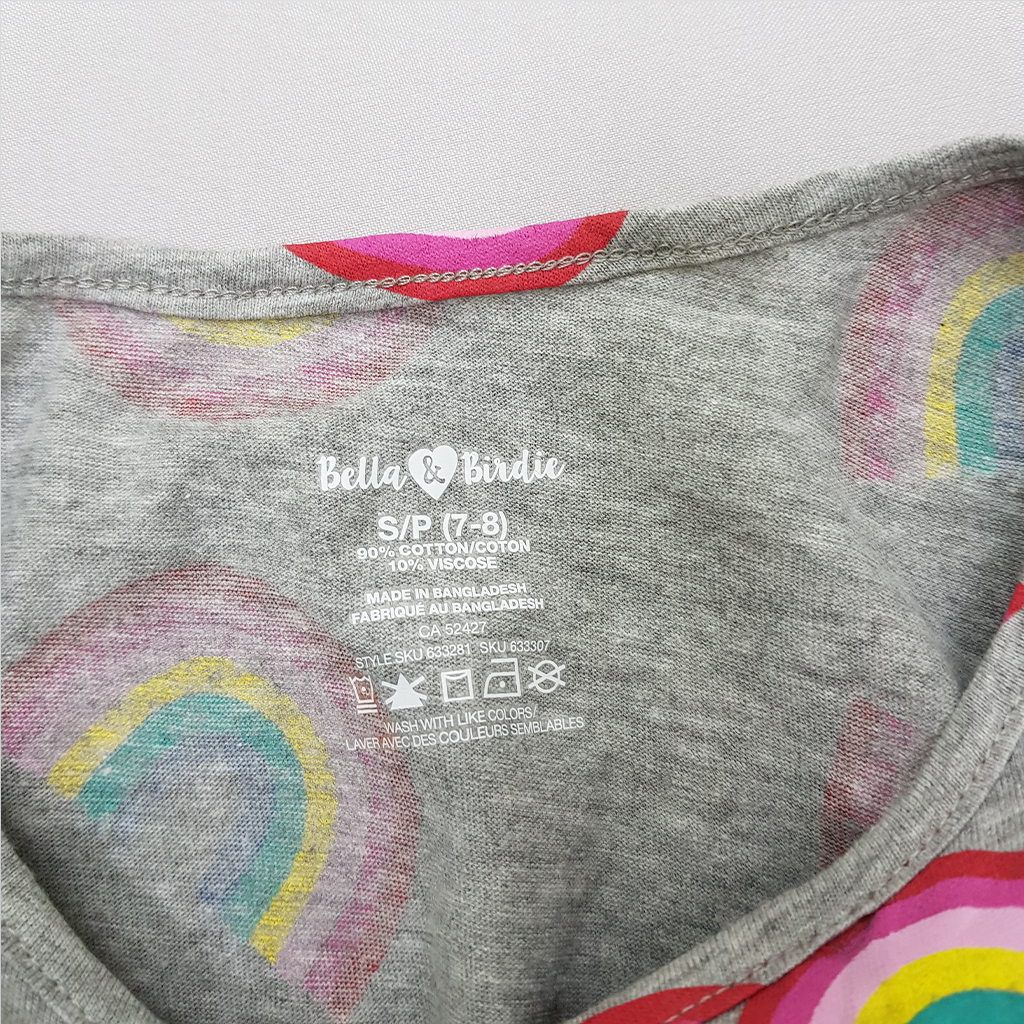 Bella & Birdie
S/P (7-8)
90% COTTON/COTON
10% VISCOSE
MADE IN BANGLADESH
FABRIQUÉ AU BANGLADESH
CA 52427
STYLE SKU 633281 SKU 633307
WASH WITH LIKE COLORS/
LAVER AVEC DES COULEURS SEMBLABLES